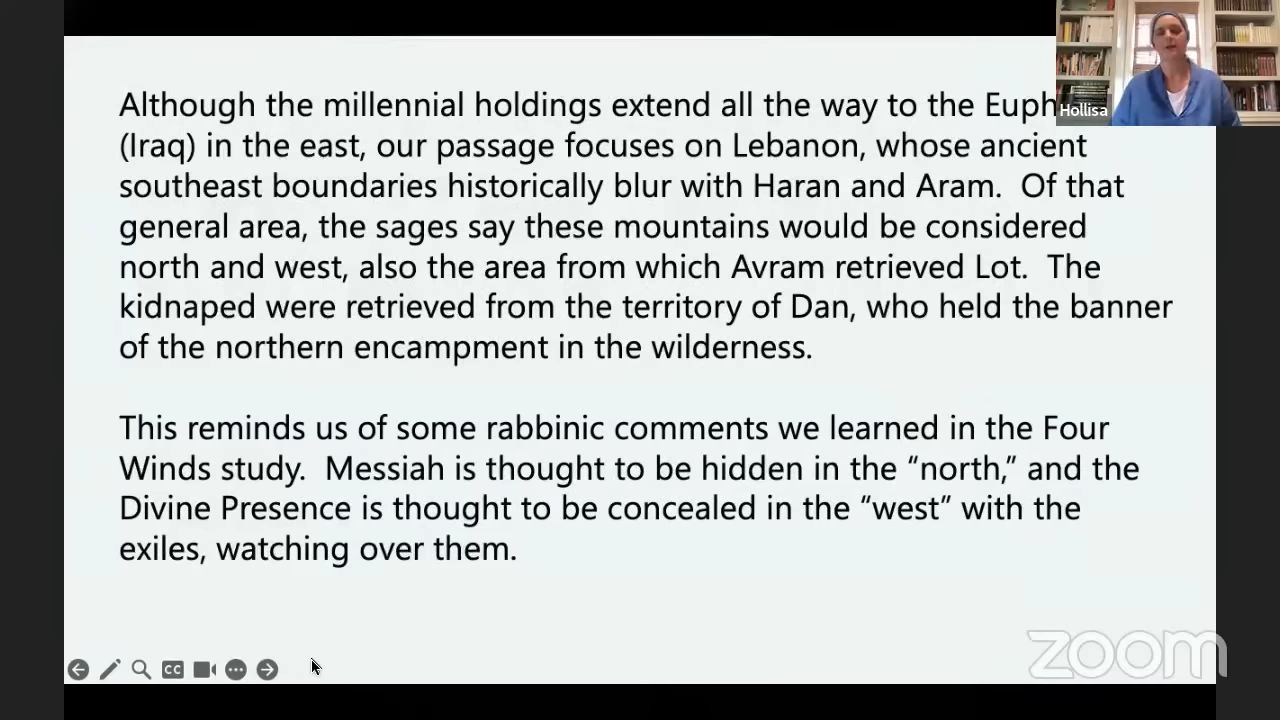 Although the millennial holdings extend all the way to the
(Iraq) in the east, our passage focuses on Lebanon, whose ancient
southeast boundaries historically blur with Haran and Aram. Of that
general area, the sages say these mountains would be considered
north and west, also the area from which Avram retrieved Lot. The
kidnaped were retrieved from the territory of Dan, who held the banner
of the northern encampment in the wilderness.
This reminds us of some rabbinic comments we learned in the Four
Winds study. Messiah is thought to be hidden in the “north,” and the
Divine Presence is thought to be concealed in the “west” with the
exiles, watching over them.
Hollisa
CC
zoom